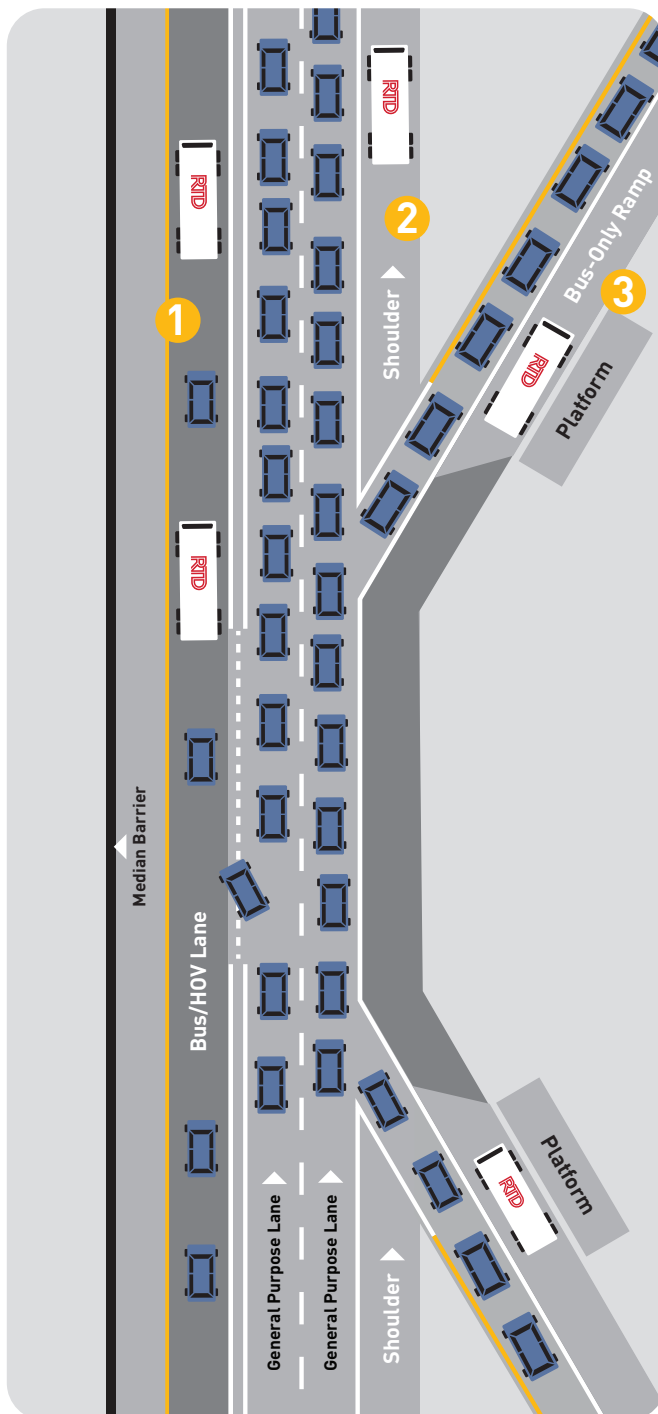 RTD
RTD
2
Bus-Only Ramp
3
Shoulder
1
RTD
Platform
RTD
Median Barrier
Bus/HOV Lane
Platform
RTD
General Purpose Lane
General Purpose Lane
Shoulder